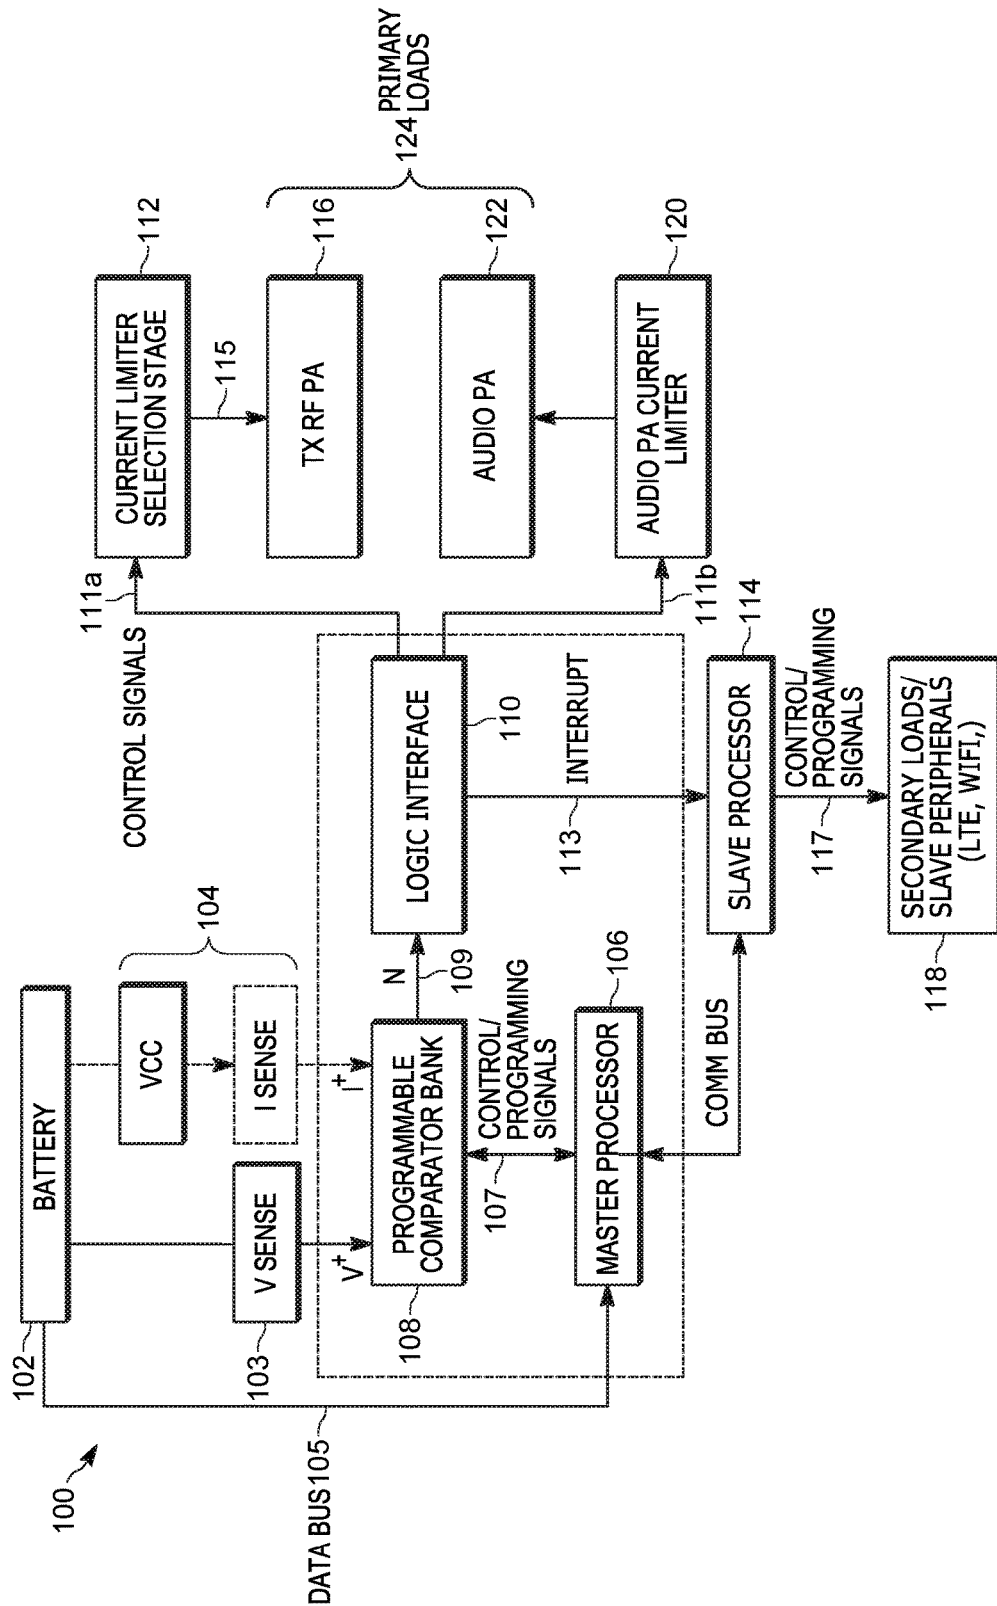 100
102
BATTERY
DATA BUS105
103
V SENSE
VCC
104
I SENSE
V+
I+
108
PROGRAMMABLE
COMPARATOR BANK
N
109
LOGIC INTERFACE
110
107
CONTROL/
PROGRAMMING
SIGNALS
MASTER PROCESSOR
106
113
INTERRUPT
COMM BUS
SLAVE PROCESSOR
114
117
CONTROL/
PROGRAMMING
SIGNALS
118
SECONDARY LOADS/
SLAVE PERIPHERALS
(LTE, WIFI,)
CONTROL SIGNALS
111a
111b
CURRENT LIMITER
SELECTION STAGE
112
115
TX RF PA
116
AUDIO PA
122
AUDIO PA CURRENT
LIMITER
120
124
PRIMARY
LOADS